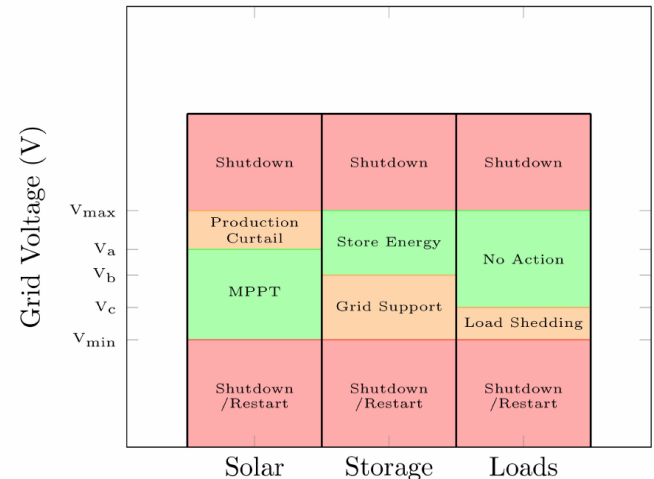 Grid Voltage (V)
Vmax
Va
Vb
Vc
Vmin
Shutdown
Shutdown
Shutdown
Production
Curtail
Store Energy
No Action
MPPT
Grid Support
Load Shedding
Shutdown
/Restart
Shutdown
/Restart
Shutdown
/Restart
Solar
Storage
Loads